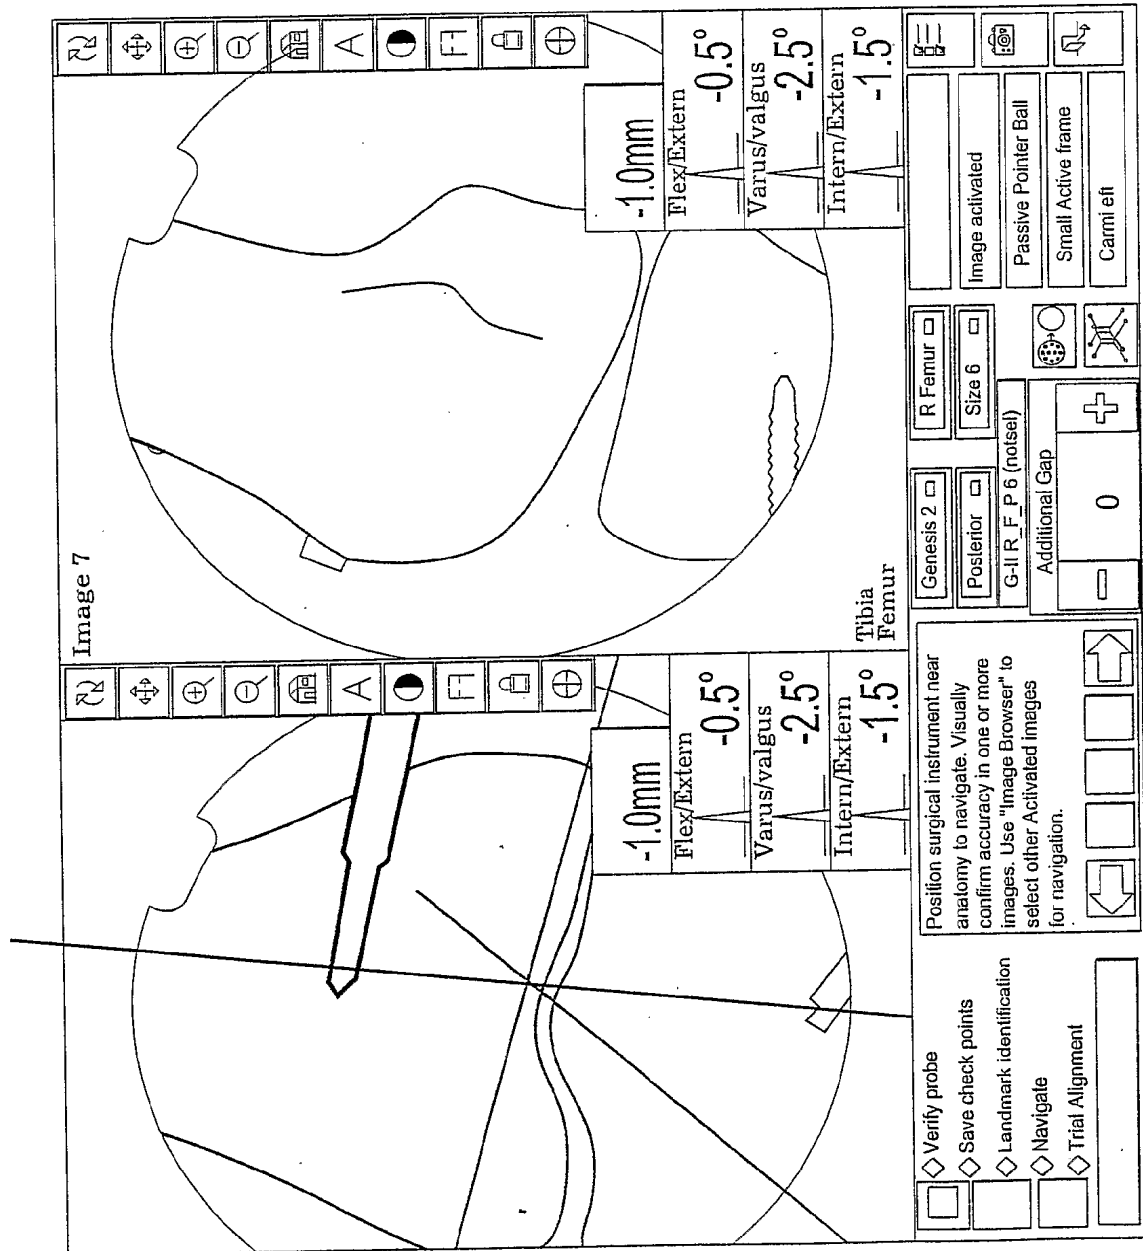 Image 7
A
A
-1.0mm
Flex/Extern
-0.5°
Varus/valgus
-2.5°
Intern/Extern
-1.5°
-1.0mm
Flex/Extern
-0.5°
Varus/valgus
-2.5°
Intern/Extern
-1.5°
Tibia
Femur
Verify probe
Save check points
Landmark identification
Navigate
Trial Alignment
Position surgical instrument near
anatomy to navigate. Visually
confirm accuracy in one or more
images. Use "Image Browser" to
select other Activated images
for navigation.
Genesis 2
R Femur
Posterior
Size 6
G-II R_F_P 6 (notsel)
Additional Gap
0
Image activated
Passive Pointer Ball
Small Active frame
Carmi eft